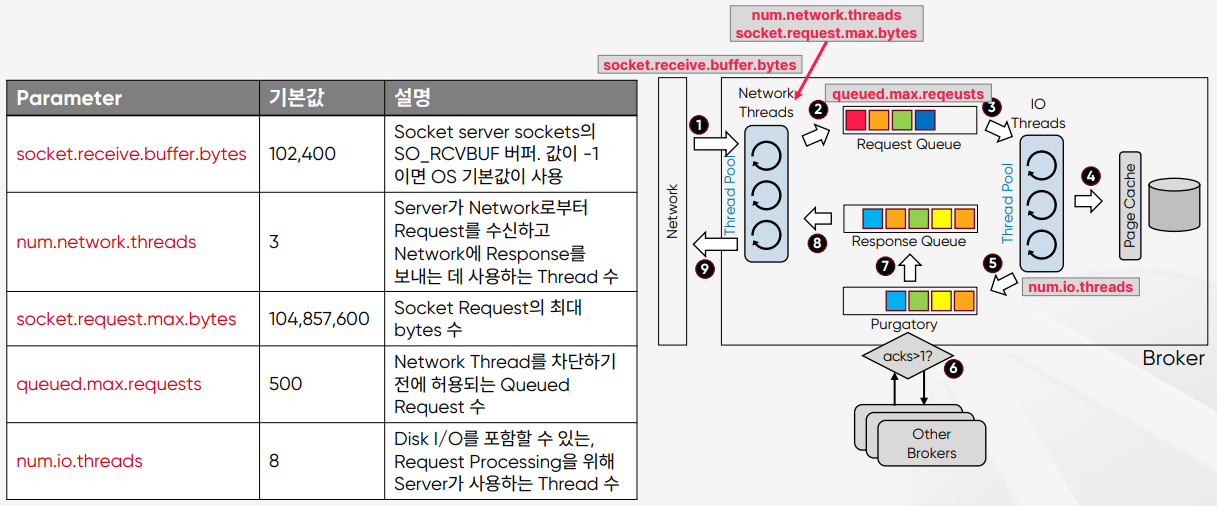 Parameter 기본값 설명
socket.receive.buffer.bytes 102,400 Socket server sockets의
SO_RCVBUF 버퍼. 값이 -1
이면 OS 기본값이 사용
num.network.threads 3 Server가 Network로부터
Request를 수신하고
Network에 Response를
보내는 데 사용하는 Thread 수
socket.request.max.bytes 104,857,600 Socket Request의 최대
bytes 수
queued.max.requests 500 Network Thread를 차단하기
전에 허용되는 Queued
Request 수
num.io.threads 8 Disk I/O를 포함할 수 있는,
Request Processing을 위해
Server가 사용하는 Thread 수
num.network.threads
socket.request.max.bytes
socket.receive.buffer.bytes
Network
Network
Threads
Thread Pool
1
2
queued.max.reqeusts
3
Request Queue
IO
Threads
Thread Pool
4
Page Cache
5
num.io.threads
Response Queue
8
9
7
Purgatory
acks>1?
6
Other
Brokers
Broker